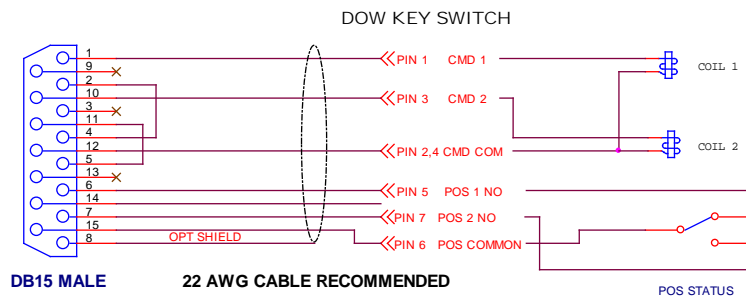 DOW KEY SWITCH
1
9
2
10
3
11
4
12
5
13
6
14
7
15
8
OPT SHIELD
PIN 1 CMD 1
PIN 3 CMD 2
PIN 2,4 CMD COM
PIN 5 POS 1 NO
PIN 7 POS 2 NO
PIN 6 POS COMMON
COIL 1
COIL 2
DB15 MALE
22 AWG CABLE RECOMMENDED
POS STATUS